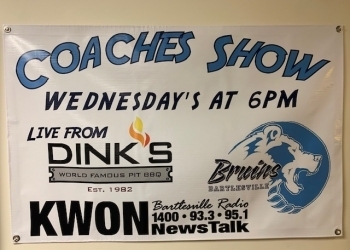 COACHES SHOW
WEDNESDAY'S AT 6PM
LIVE FROM
DINK'S
WORLD FAMOUS PIT BBQ
EST. 1982
Bruins
BARTLESVILLE
KWON
Bartlesville Radio
1400 • 93.3 • 95.1
NewsTalk